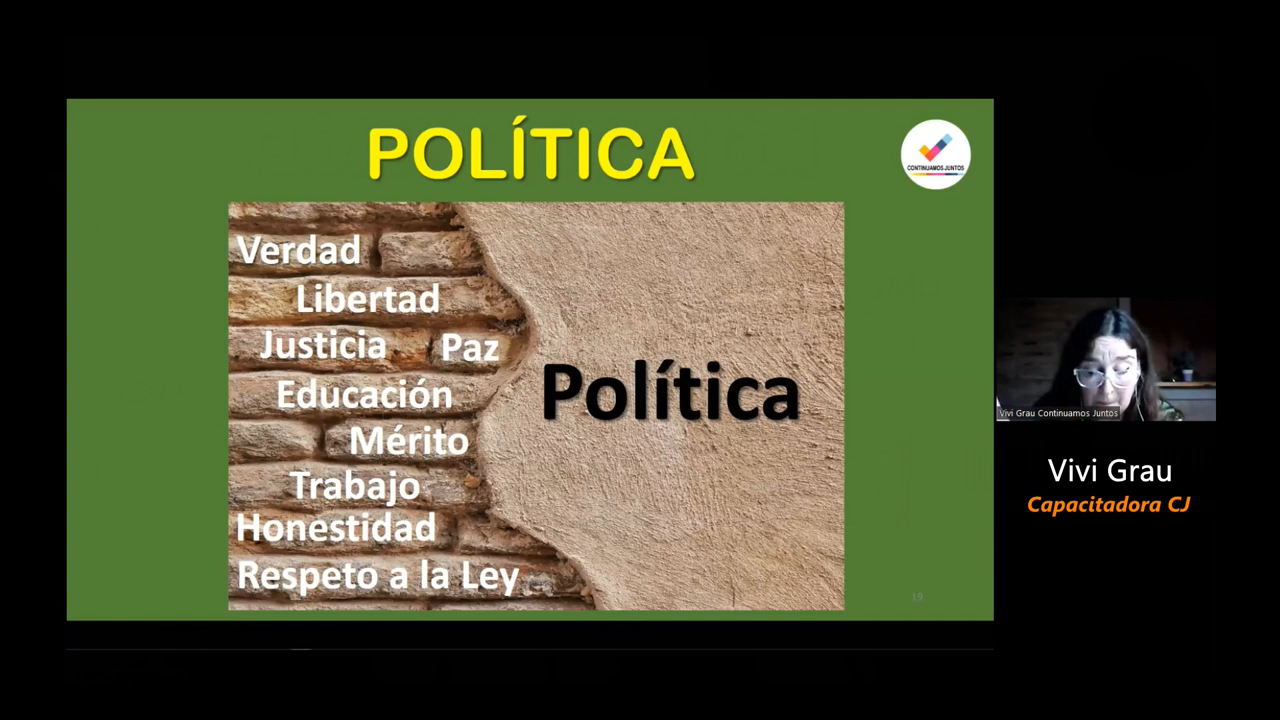 POLÍTICA
CONTINUAMOS JUNTOS
Verdad
Libertad
Justicia Paz
Educación
Mérito
Trabajo
Honestidad
Respeto a la Ley
Política
19
Vivi Grau Continuamos Juntos
Vivi Grau
Capacitadora CJ